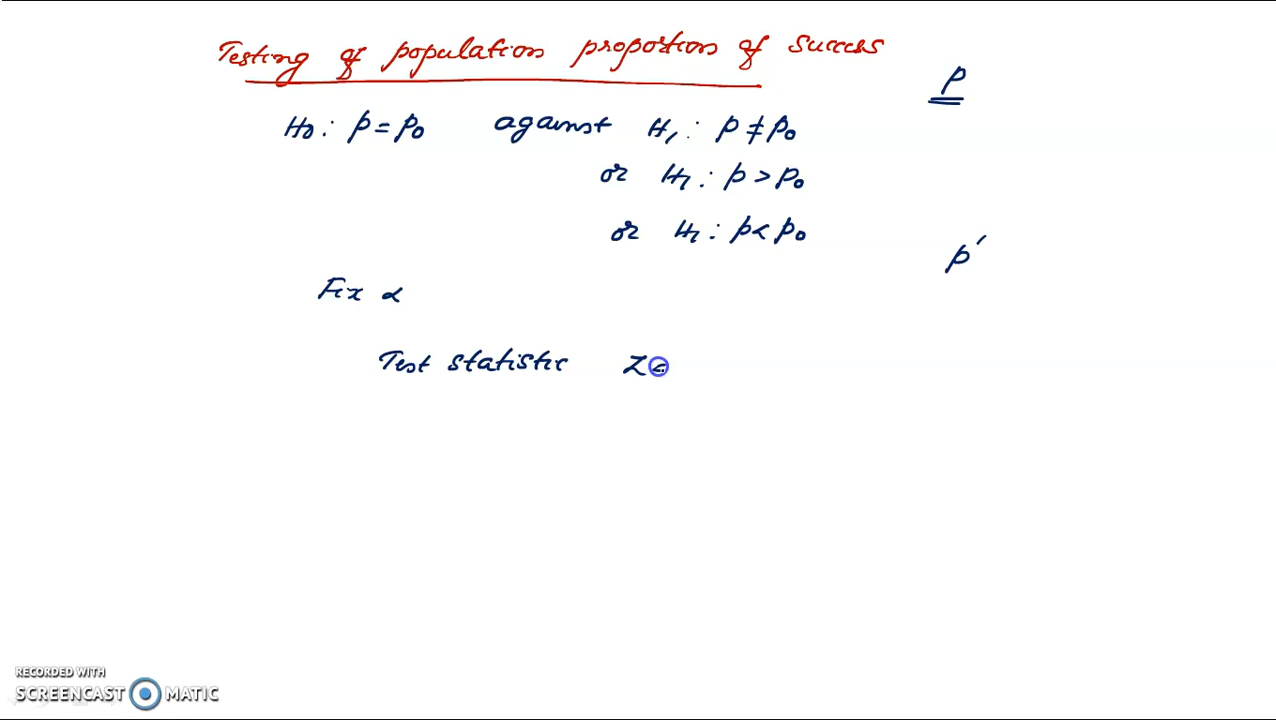 Testing of population proportion of success
p
H₀: p = p₀ against H₁: p ≠ p₀
or H₁: p > p₀
or H₁: p < p₀
p′
Fix α
Test statistic Z
RECORDED WITH
SCREENCAST MATIC